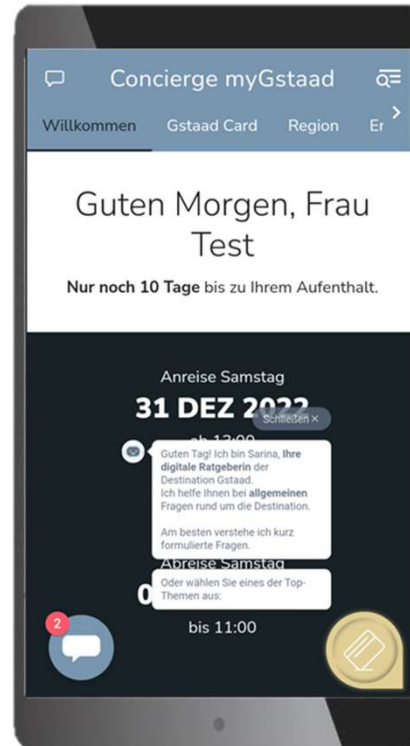 Concierge myGstaad
Willkommen Gstaad Card Region Er
Guten Morgen, Frau
Test
Nur noch 10 Tage bis zu Ihrem Aufenthalt.
Anreise Samstag
31 DEZ 2022
Schließen ×
ab 13:00
Guten Tag! Ich bin Sarina, Ihre
digitale Ratgeberin der
Destination Gstaad.
Ich helfe Ihnen bei allgemeinen
Fragen rund um die Destination.
Am besten verstehe ich kurz
formulierte Fragen.
Abreise Samstag
0
Oder wählen Sie eines der Top-
Themen aus:
2
bis 11:00